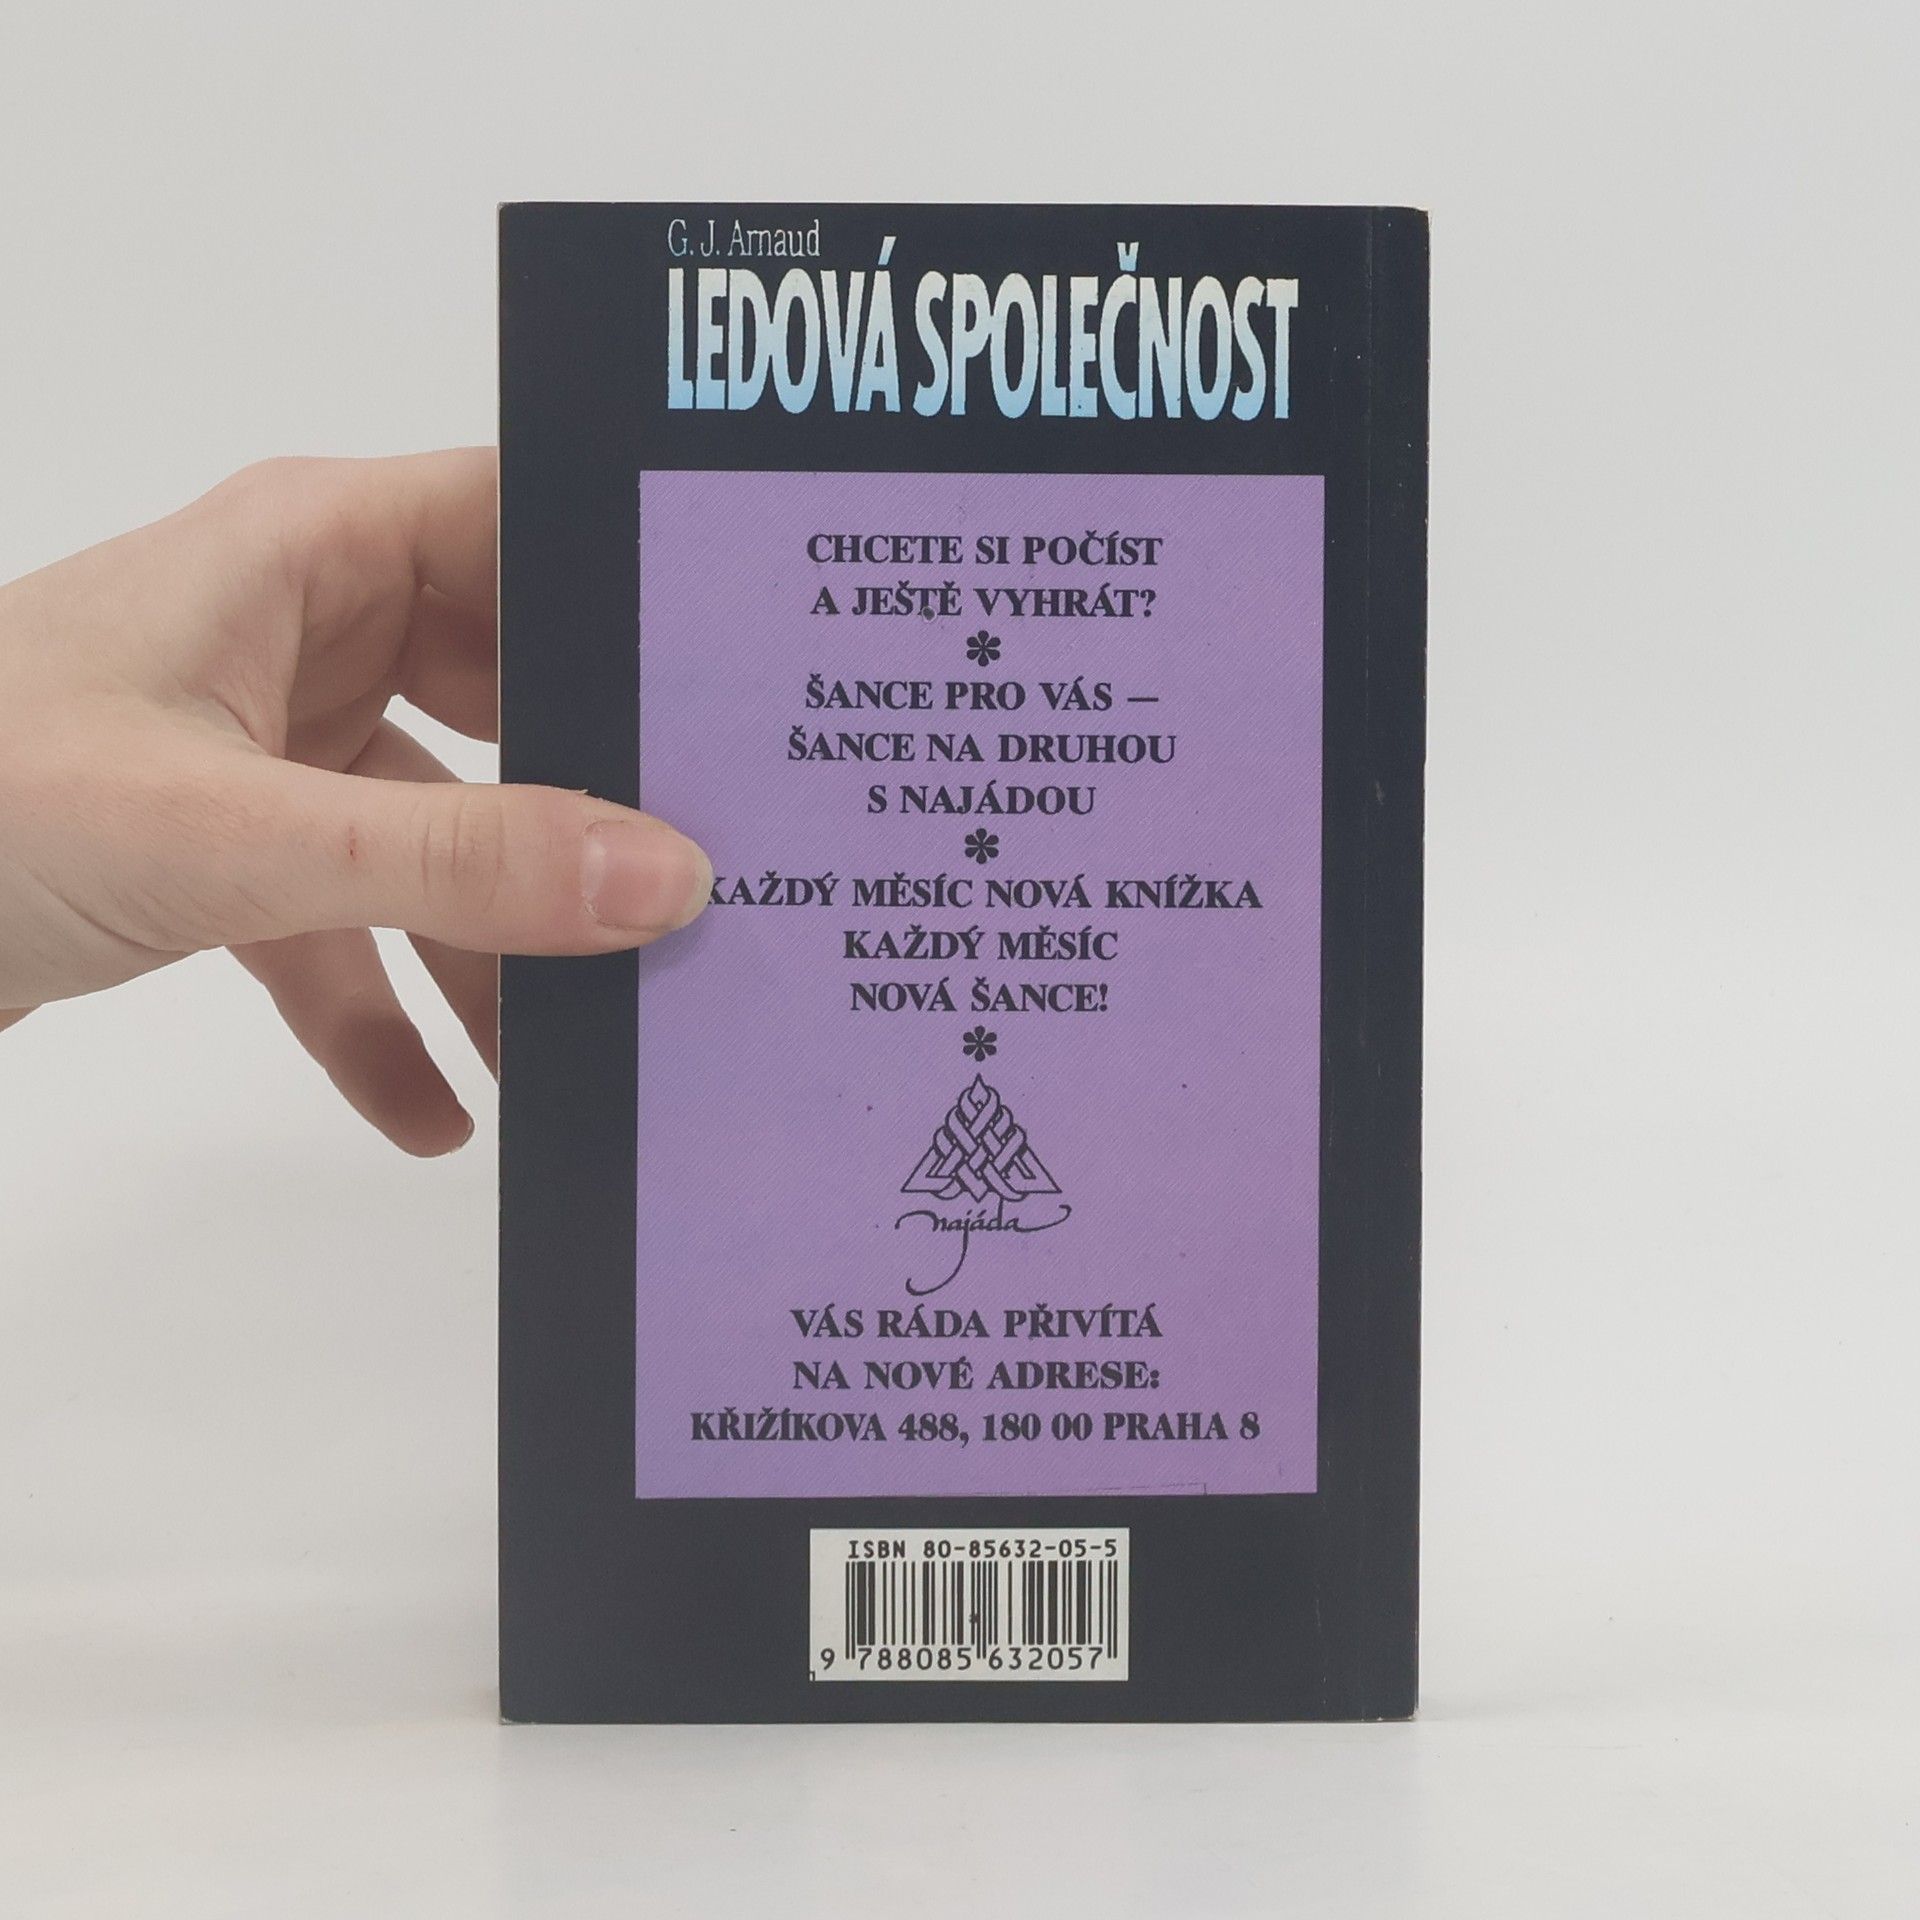 G. J. Arnaud
LEDOVÁ SPOLEČNOST
CHCETE SI POČÍST
A JEŠTĚ VYHRÁT?
ŠANCE PRO VÁS —
ŠANCE NA DRUHOU
S NAJÁDOU
KAŽDÝ MĚSÍC NOVÁ KNÍŽKA
KAŽDÝ MĚSÍC
NOVÁ ŠANCE!
najáda
VÁS RÁDA PŘIVÍTÁ
NA NOVÉ ADRESE:
KŘIŽÍKOVA 488, 180 00 PRAHA 8
ISBN 80-85632-05-5
9 788085 632057